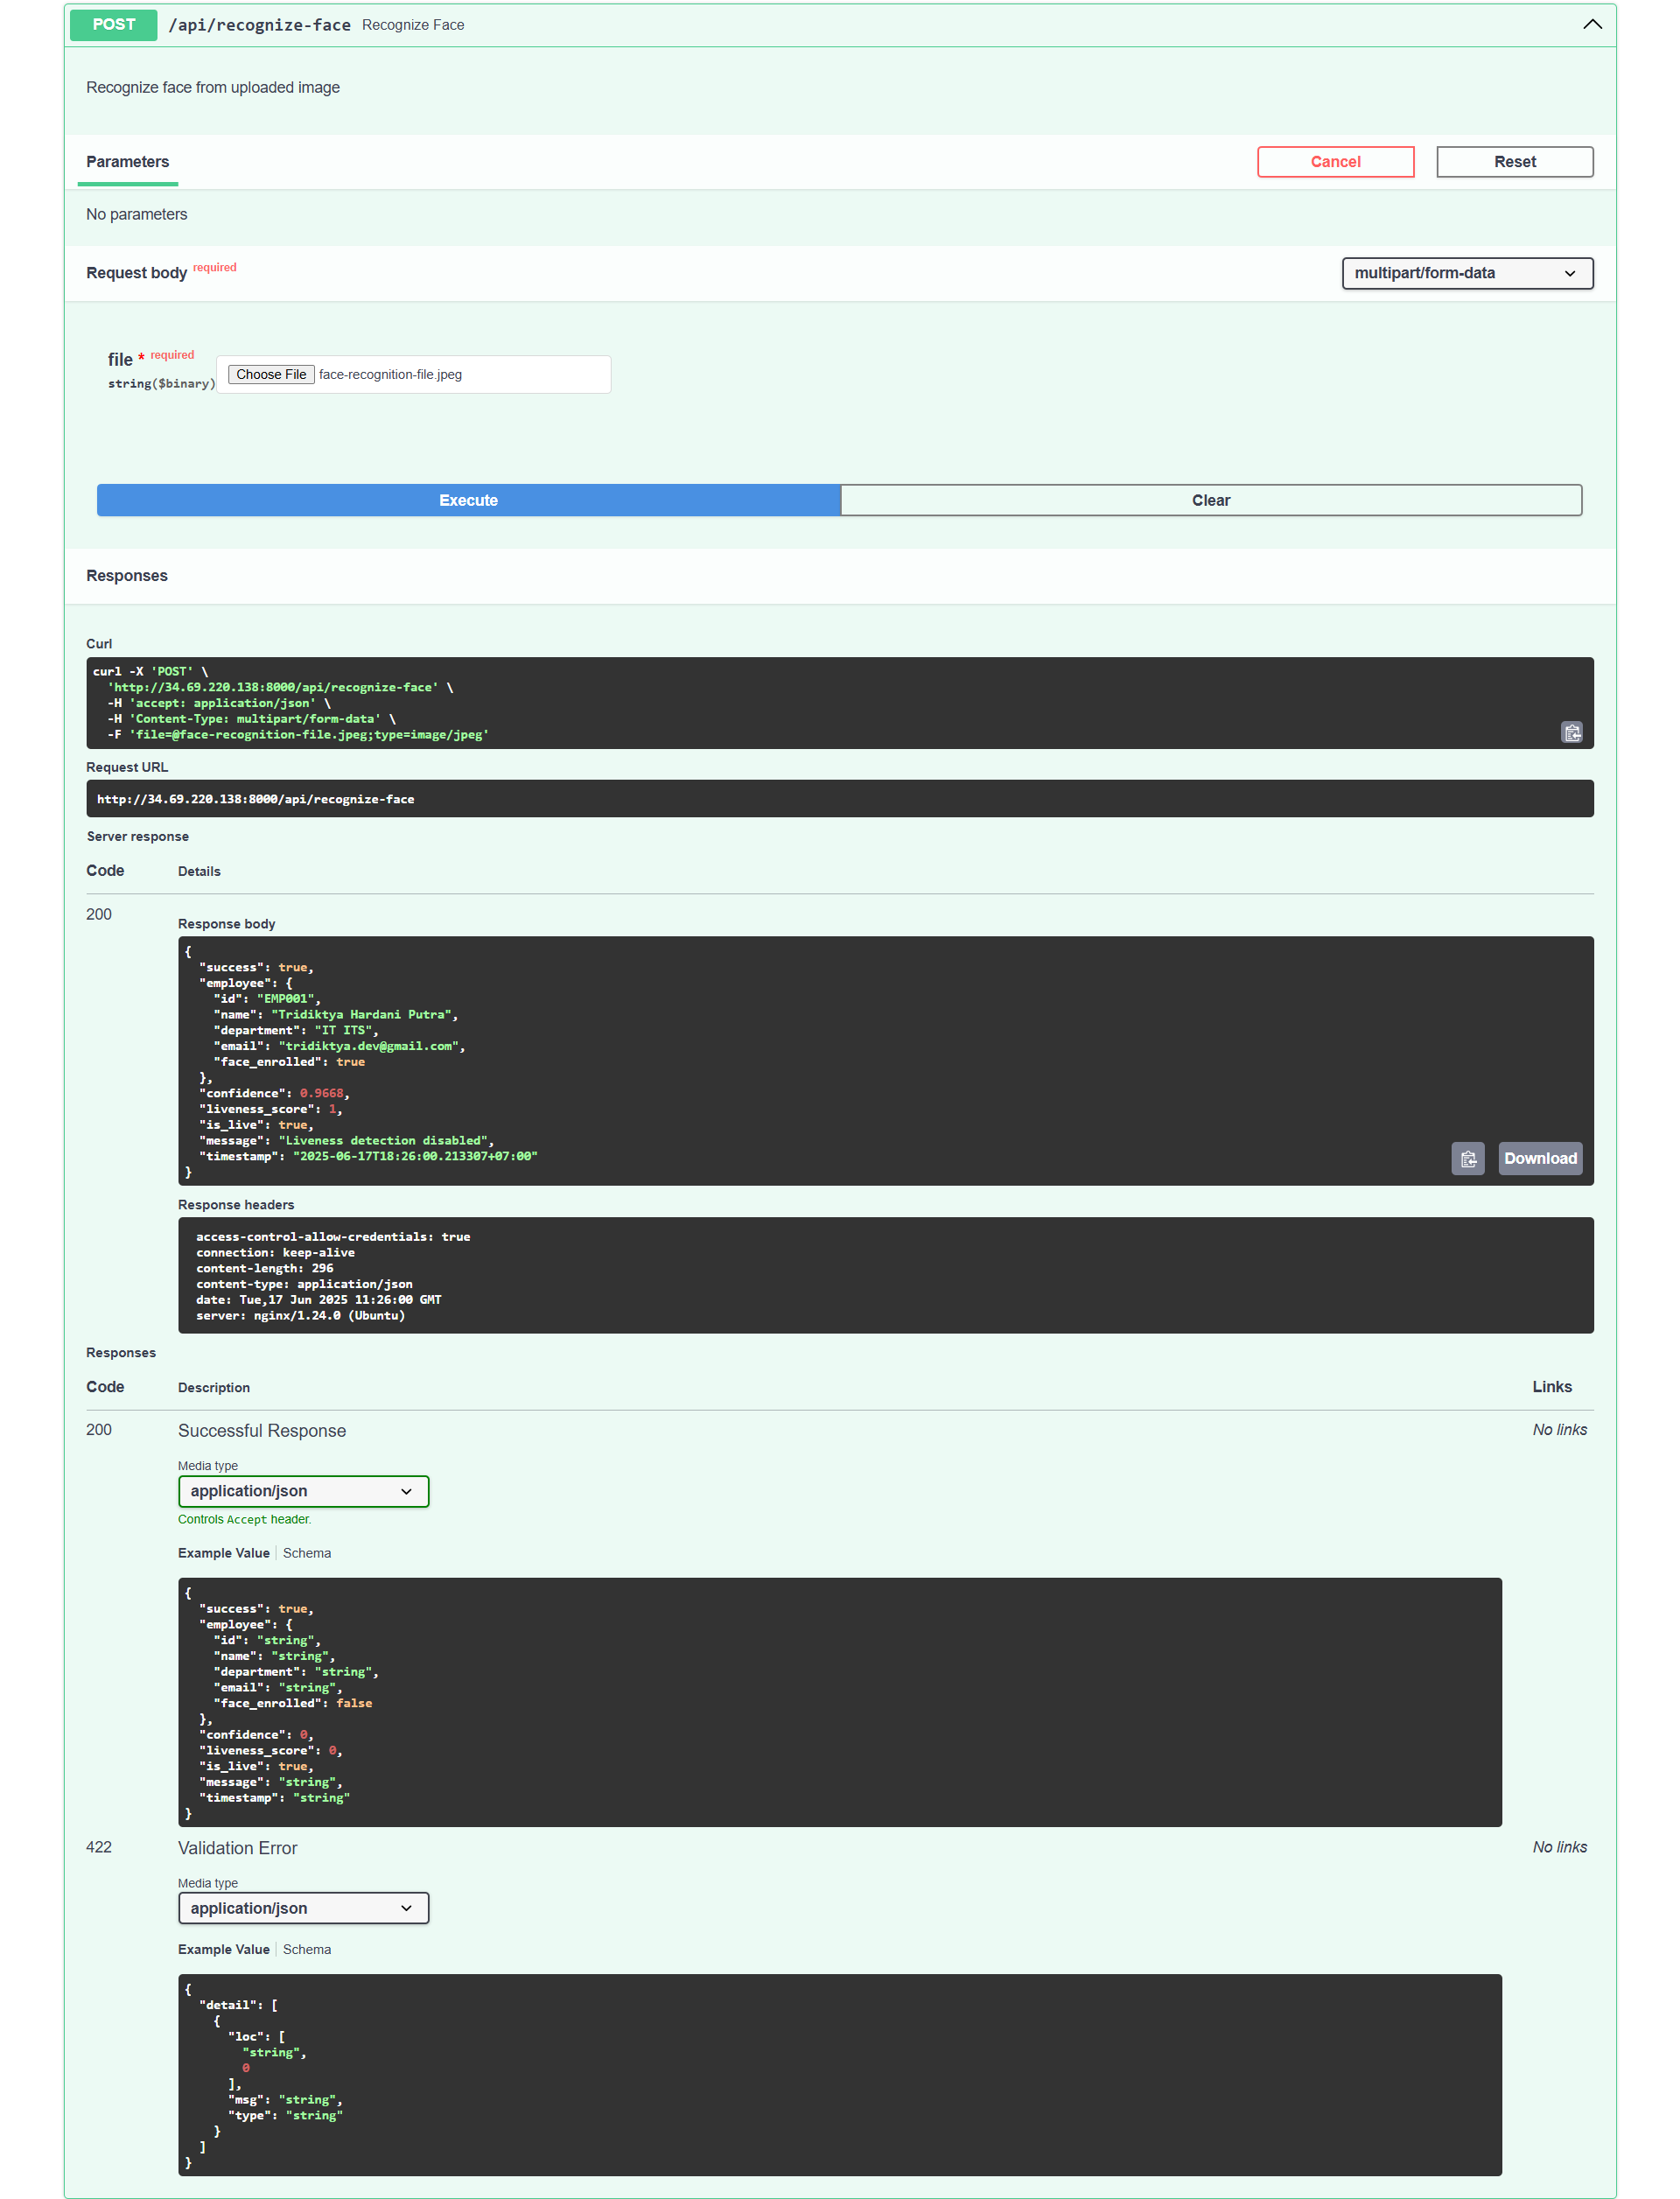 POST /api/recognize-face Recognize Face
Recognize face from uploaded image
Parameters Cancel Reset
No parameters
Request body required multipart/form-data
file * required
string($binary) Choose File face-recognition-file.jpeg
Execute Clear
Responses
Curl
curl -X 'POST' \
  'http://34.69.220.138:8000/api/recognize-face' \
  -H 'accept: application/json' \
  -H 'Content-Type: multipart/form-data' \
  -F 'file=@face-recognition-file.jpeg;type=image/jpeg'
Request URL
http://34.69.220.138:8000/api/recognize-face
Server response
Code Details
200
Response body
{
  "success": true,
  "employee": {
    "id": "EMP001",
    "name": "Tridiktya Hardani Putra",
    "department": "IT ITS",
    "email": "tridiktya.dev@gmail.com",
    "face_enrolled": true
  },
  "confidence": 0.9668,
  "liveness_score": 1,
  "is_live": true,
  "message": "Liveness detection disabled",
  "timestamp": "2025-06-17T18:26:00.213307+07:00"
}
Download
Response headers
access-control-allow-credentials: true
connection: keep-alive
content-length: 296
content-type: application/json
date: Tue,17 Jun 2025 11:26:00 GMT
server: nginx/1.24.0 (Ubuntu)
Responses
Code Description Links
200 Successful Response No links
Media type
application/json
Controls Accept header.
Example Value Schema
{
  "success": true,
  "employee": {
    "id": "string",
    "name": "string",
    "department": "string",
    "email": "string",
    "face_enrolled": false
  },
  "confidence": 0,
  "liveness_score": 0,
  "is_live": true,
  "message": "string",
  "timestamp": "string"
}
422 Validation Error No links
Media type
application/json
Example Value Schema
{
  "detail": [
    {
      "loc": [
        "string",
        0
      ],
      "msg": "string",
      "type": "string"
    }
  ]
}